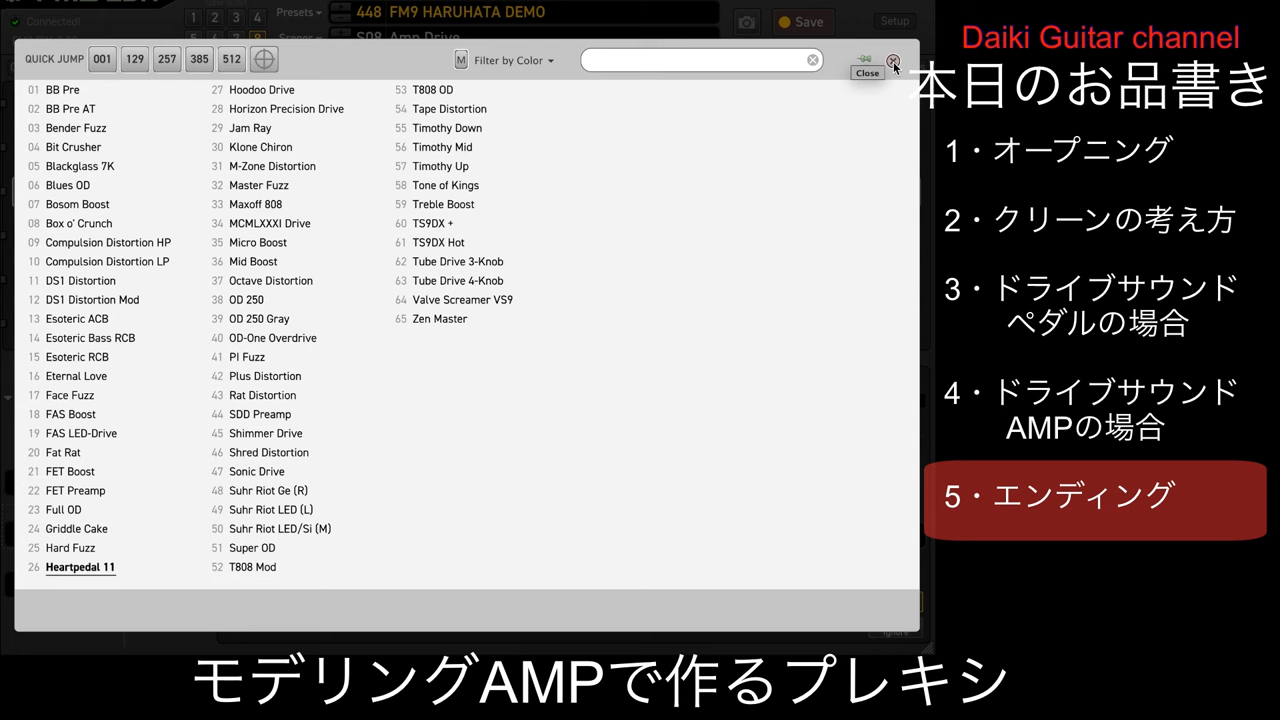 Connected!
1 2 3 4
Presets
448 FM9 HARUHATA DEMO
Save
Setup
S08 Amp Drive
QUICK JUMP 001 129 257 385 512
M Filter by Color
Close
01 BB Pre
02 BB Pre AT
03 Bender Fuzz
04 Bit Crusher
05 Blackglass 7K
06 Blues OD
07 Bosom Boost
08 Box o' Crunch
09 Compulsion Distortion HP
10 Compulsion Distortion LP
11 DS1 Distortion
12 DS1 Distortion Mod
13 Esoteric ACB
14 Esoteric Bass RCB
15 Esoteric RCB
16 Eternal Love
17 Face Fuzz
18 FAS Boost
19 FAS LED-Drive
20 Fat Rat
21 FET Boost
22 FET Preamp
23 Full OD
24 Griddle Cake
25 Hard Fuzz
26 Heartpedal 11
27 Hoodoo Drive
28 Horizon Precision Drive
29 Jam Ray
30 Klone Chiron
31 M-Zone Distortion
32 Master Fuzz
33 Maxoff 808
34 MCMLXXXI Drive
35 Micro Boost
36 Mid Boost
37 Octave Distortion
38 OD 250
39 OD 250 Gray
40 OD-One Overdrive
41 PI Fuzz
42 Plus Distortion
43 Rat Distortion
44 SDD Preamp
45 Shimmer Drive
46 Shred Distortion
47 Sonic Drive
48 Suhr Riot Ge (R)
49 Suhr Riot LED (L)
50 Suhr Riot LED/Si (M)
51 Super OD
52 T808 Mod
53 T808 OD
54 Tape Distortion
55 Timothy Down
56 Timothy Mid
57 Timothy Up
58 Tone of Kings
59 Treble Boost
60 TS9DX +
61 TS9DX Hot
62 Tube Drive 3-Knob
63 Tube Drive 4-Knob
64 Valve Screamer VS9
65 Zen Master
Daiki Guitar channel
本日のお品書き
1・オープニング
2・クリーンの考え方
3・ドライブサウンド
ペダルの場合
4・ドライブサウンド
AMPの場合
5・エンディング
モデリングAMPで作るプレキシ